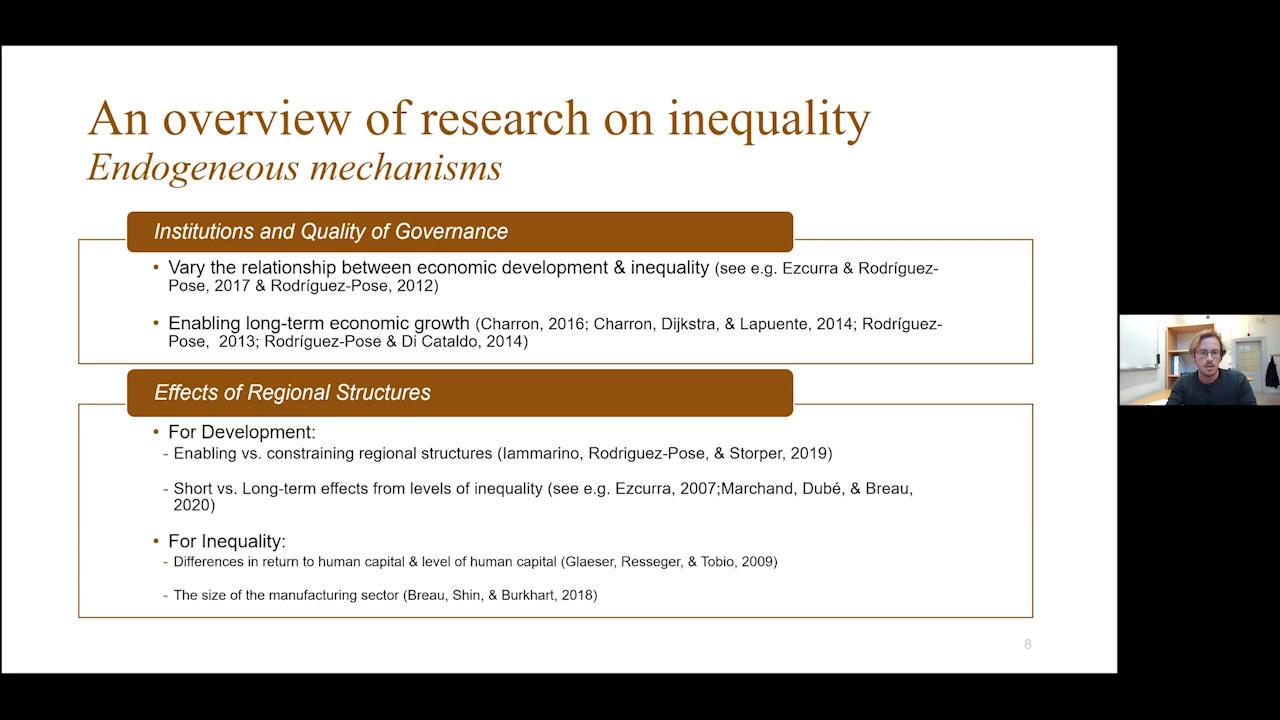 An overview of research on inequality
Endogeneous mechanisms
Institutions and Quality of Governance
• Vary the relationship between economic development & inequality (see e.g. Ezcurra & Rodríguez-
Pose, 2017 & Rodríguez-Pose, 2012)
• Enabling long-term economic growth (Charron, 2016; Charron, Dijkstra, & Lapuente, 2014; Rodríguez-
Pose, 2013; Rodríguez-Pose & Di Cataldo, 2014)
Effects of Regional Structures
• For Development:
- Enabling vs. constraining regional structures (Iammarino, Rodriguez-Pose, & Storper, 2019)
- Short vs. Long-term effects from levels of inequality (see e.g. Ezcurra, 2007;Marchand, Dubé, & Breau,
2020)
• For Inequality:
- Differences in return to human capital & level of human capital (Glaeser, Resseger, & Tobio, 2009)
- The size of the manufacturing sector (Breau, Shin, & Burkhart, 2018)
8